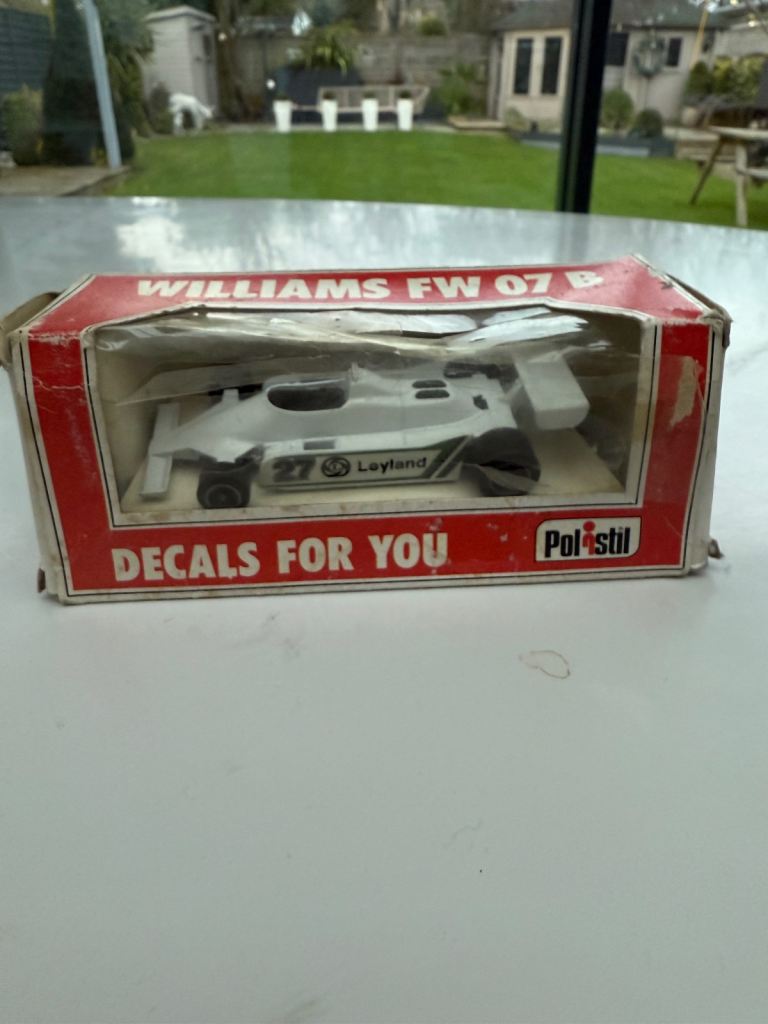 WILLIAMS FW 07 B
27 Leyland
DECALS FOR YOU
Polistil